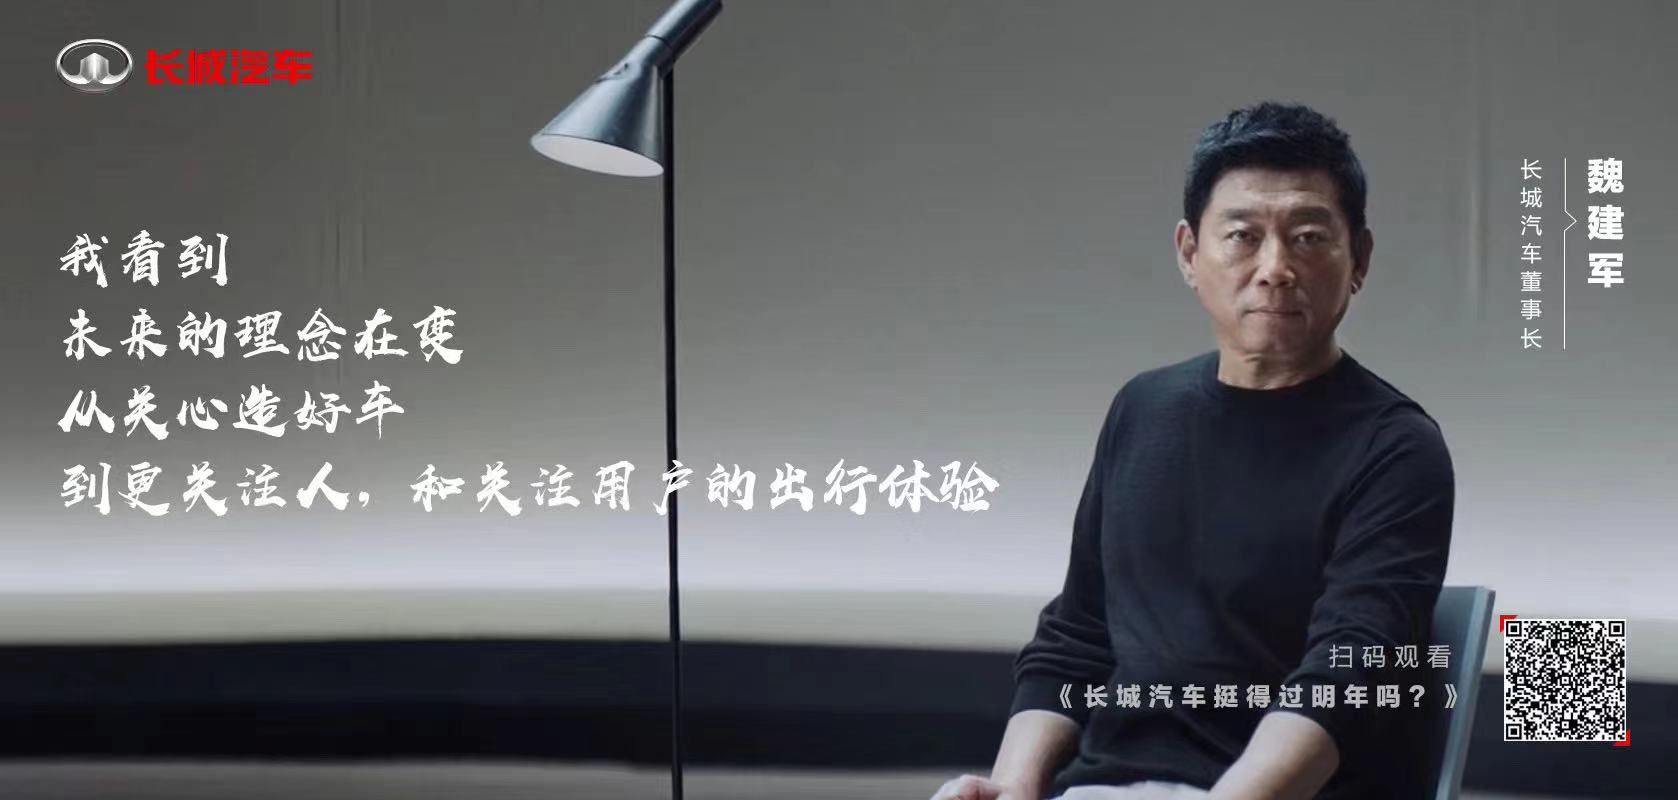 长城汽车
我看到
未来的理念在变
从关心造好车
到更关注人，和关注用户的出行体验
魏建军
长城汽车董事长
扫码观看
《长城汽车挺得过明年吗？》